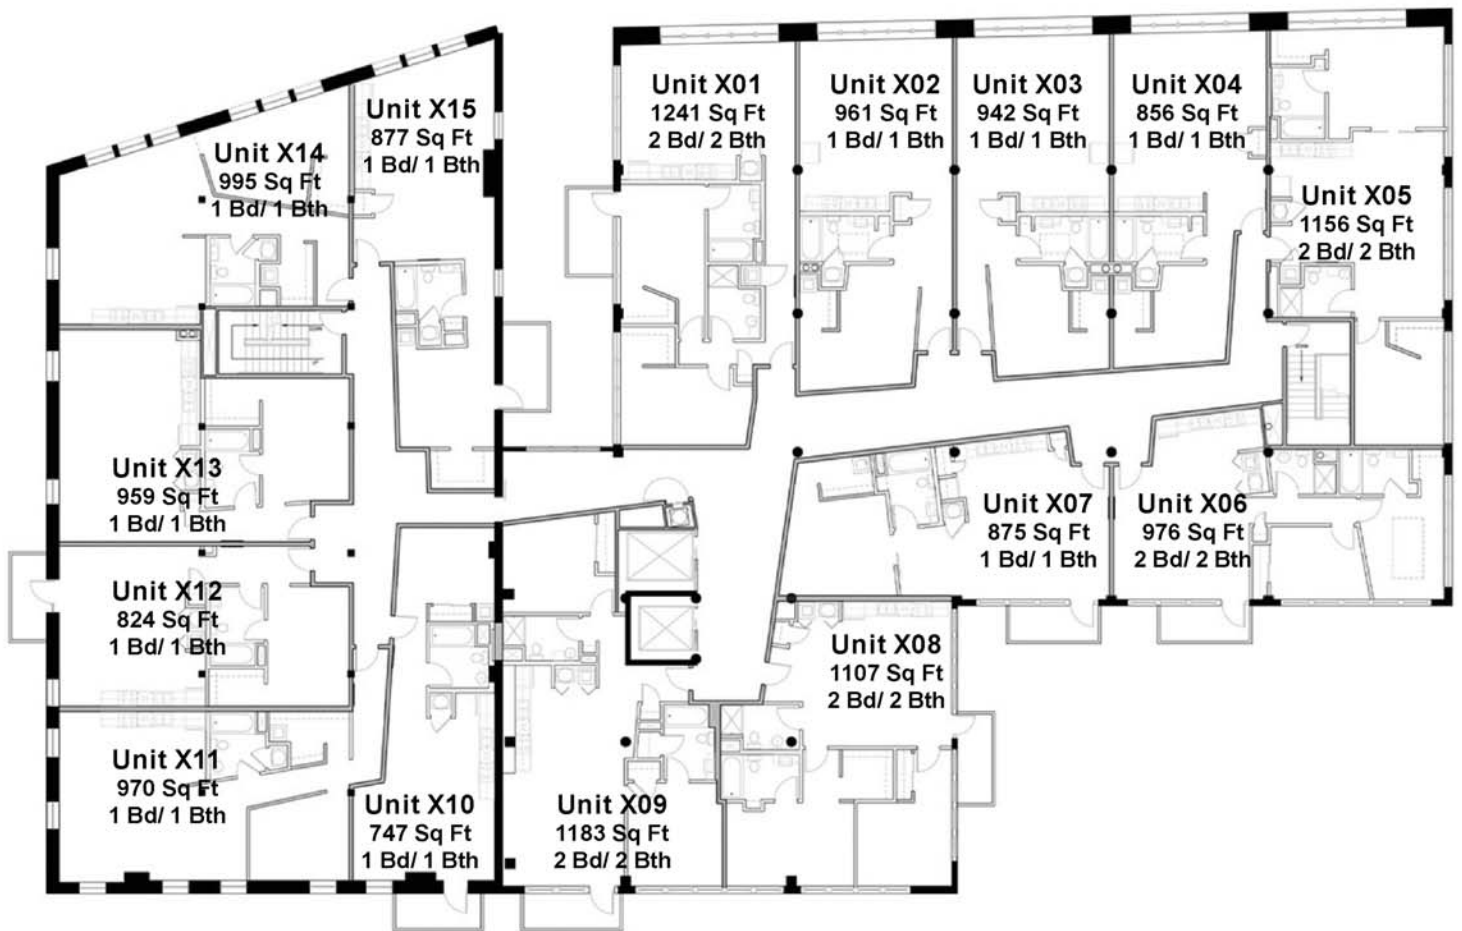 Unit X01
1241 Sq Ft
2 Bd/ 2 Bth
Unit X02
961 Sq Ft
1 Bd/ 1 Bth
Unit X03
942 Sq Ft
1 Bd/ 1 Bth
Unit X04
856 Sq Ft
1 Bd/ 1 Bth
Unit X15
877 Sq Ft
1 Bd/ 1 Bth
Unit X14
995 Sq Ft
1 Bd/ 1 Bth
Unit X05
1156 Sq Ft
2 Bd/ 2 Bth
Unit X13
959 Sq Ft
1 Bd/ 1 Bth
Unit X07
875 Sq Ft
1 Bd/ 1 Bth
Unit X06
976 Sq Ft
2 Bd/ 2 Bth
Unit X12
824 Sq Ft
1 Bd/ 1 Bth
Unit X08
1107 Sq Ft
2 Bd/ 2 Bth
Unit X11
970 Sq Ft
1 Bd/ 1 Bth
Unit X10
747 Sq Ft
1 Bd/ 1 Bth
Unit X09
1183 Sq Ft
2 Bd/ 2 Bth